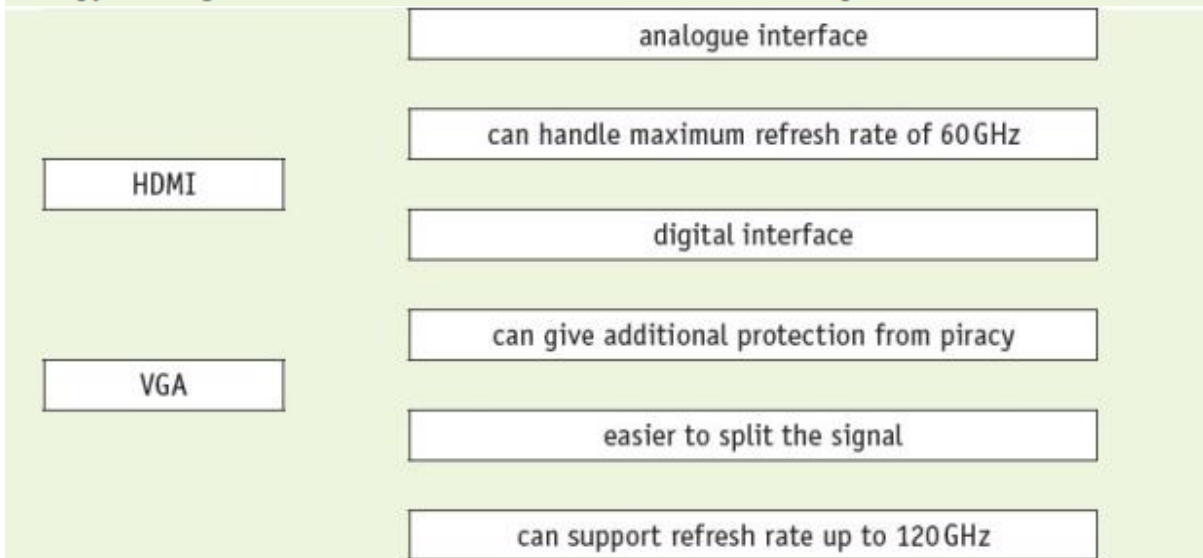 analogue interface
can handle maximum refresh rate of 60 GHz
HDMI
digital interface
can give additional protection from piracy
VGA
easier to split the signal
can support refresh rate up to 120 GHz